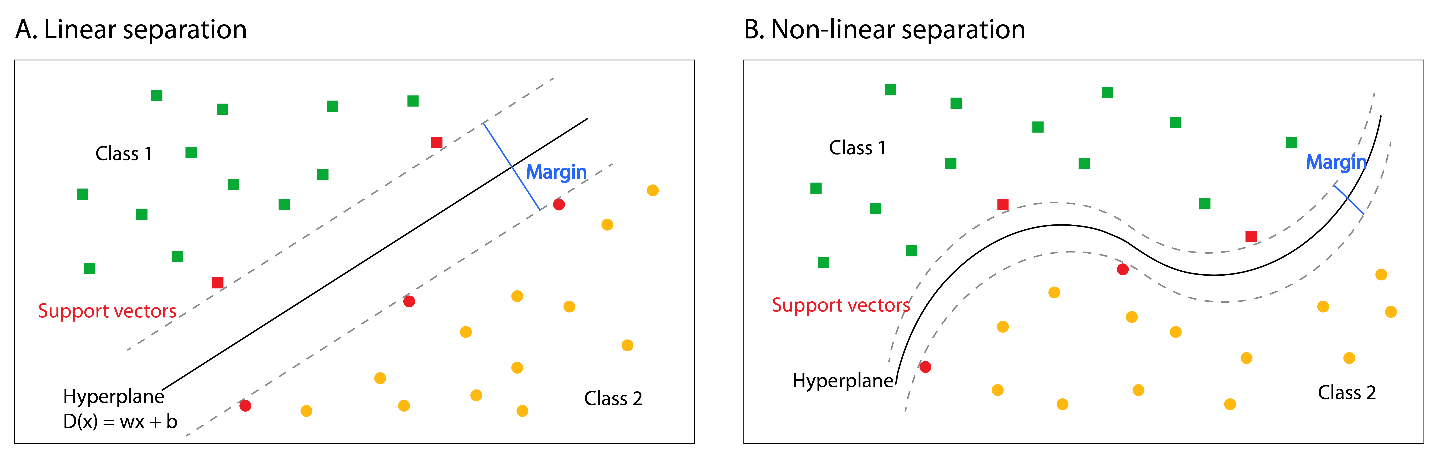 A. Linear separation
Class 1
Margin
Support vectors
Hyperplane
D(x) = wx + b
Class 2
B. Non-linear separation
Class 1
Margin
Support vectors
Hyperplane
Class 2